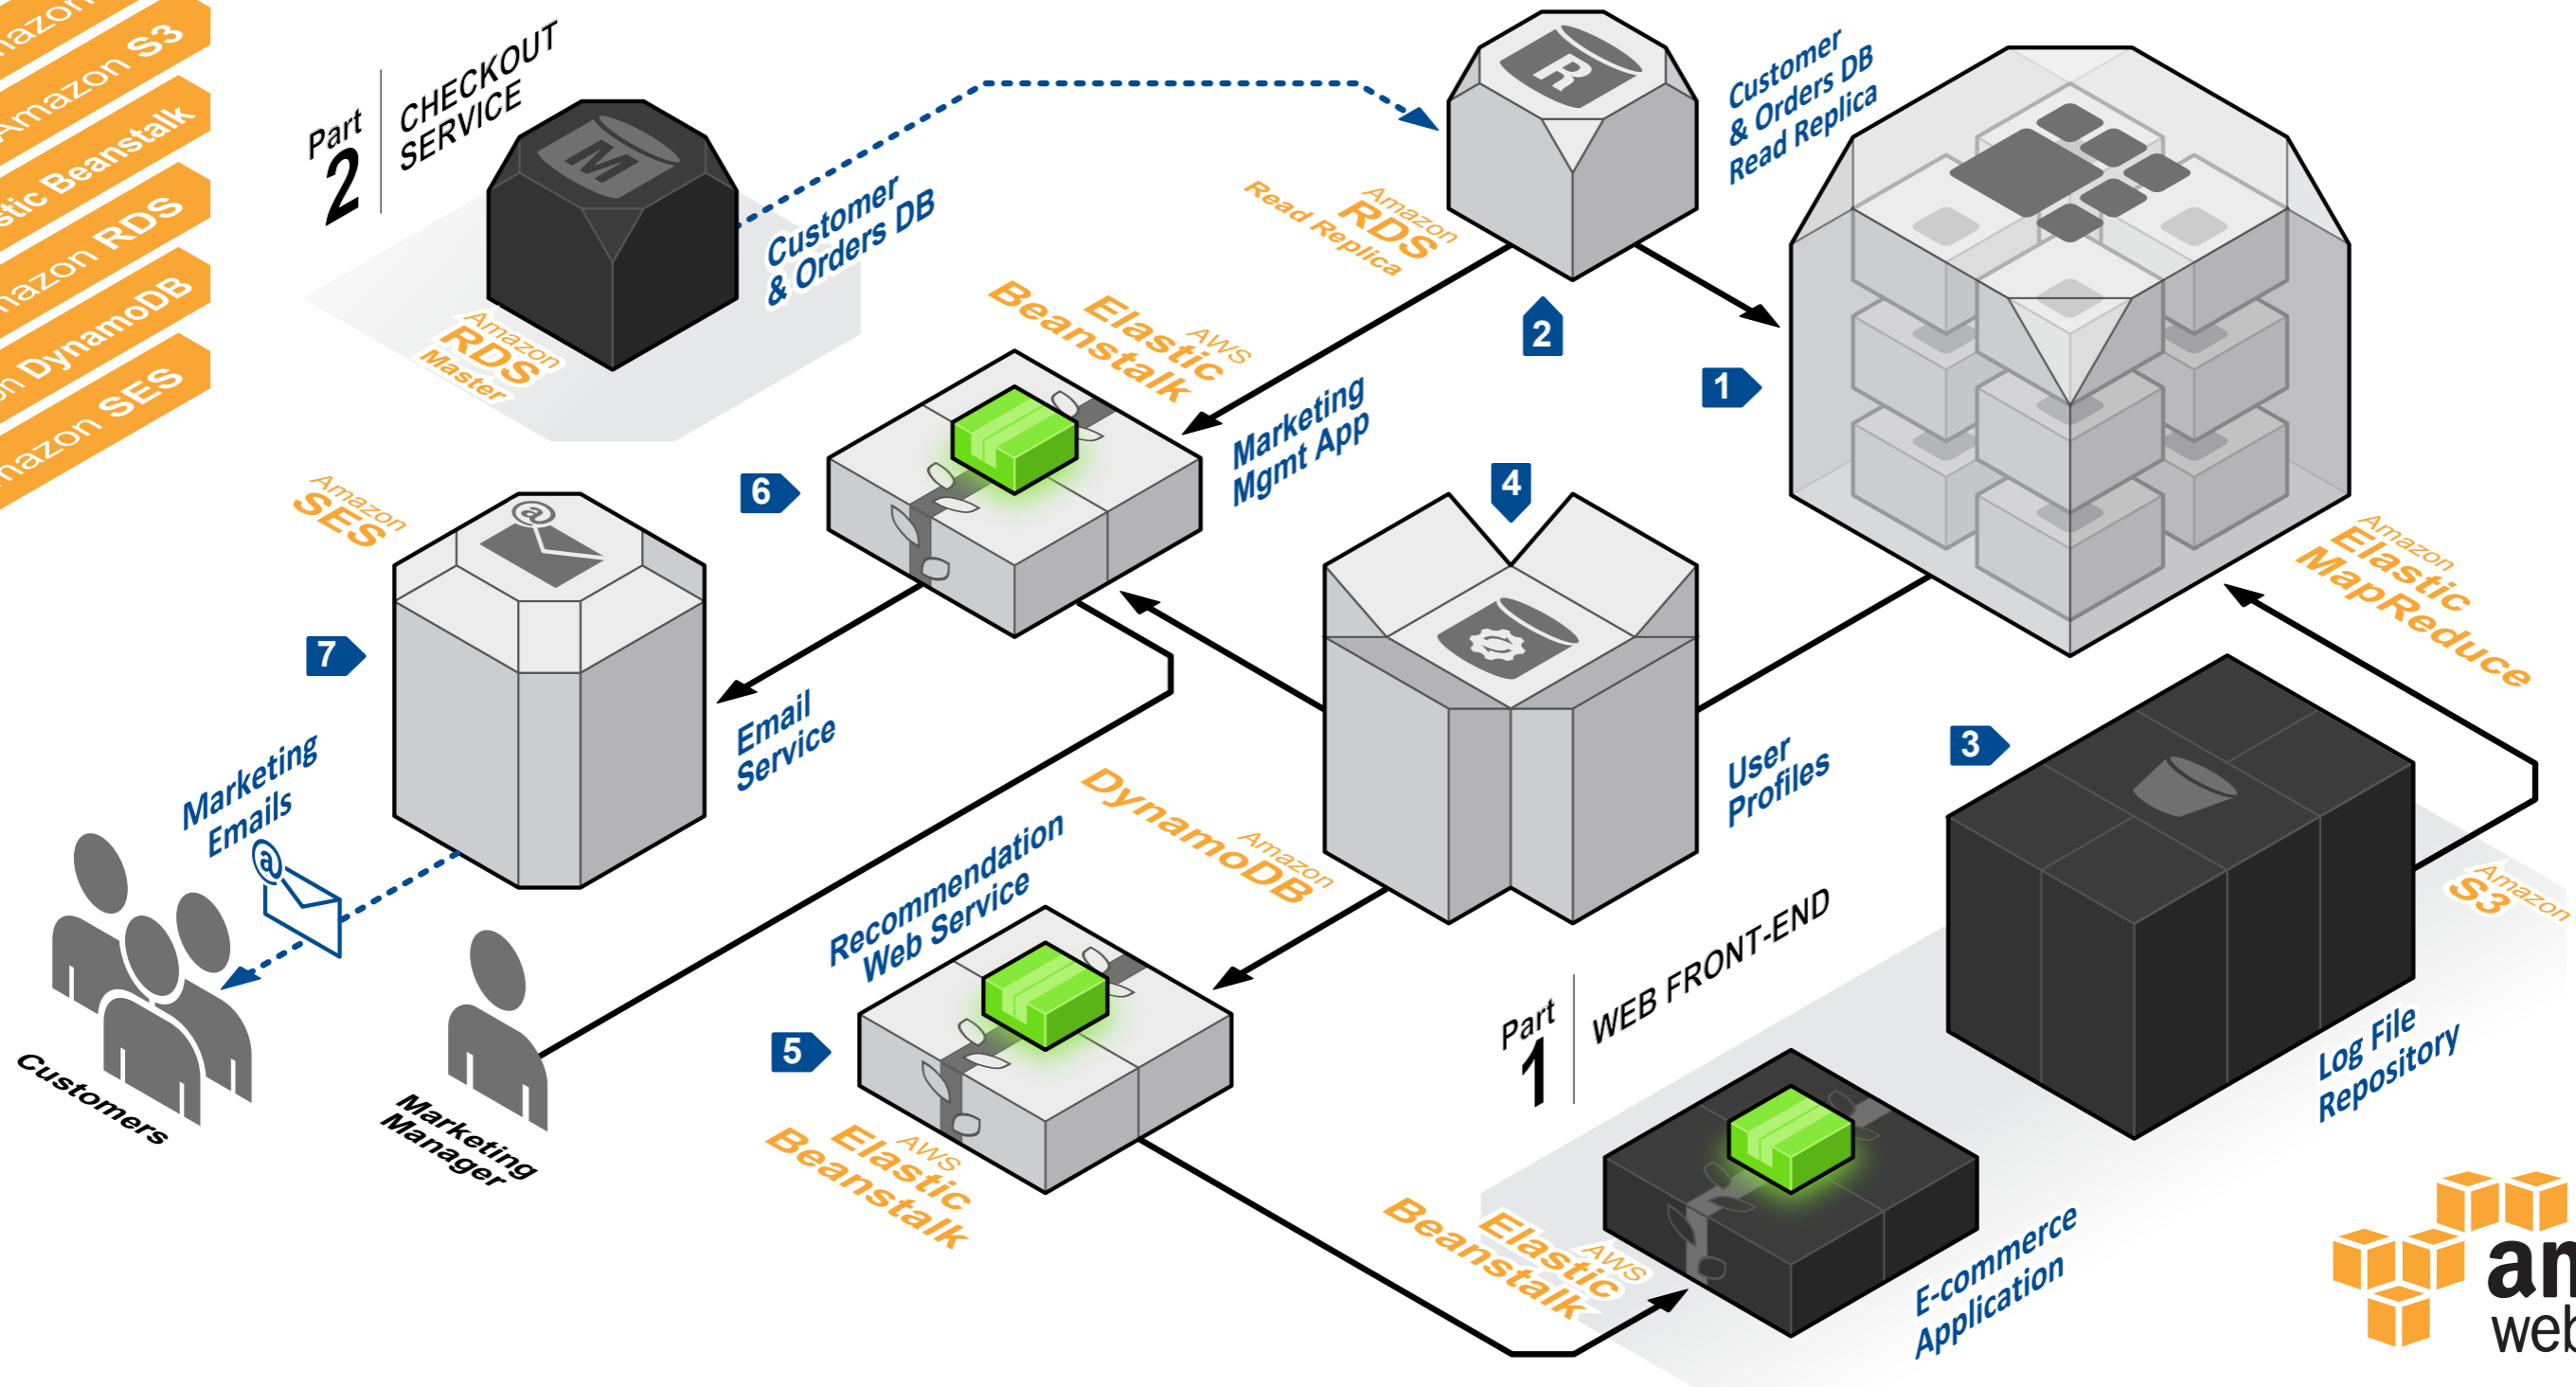 Amazon S3
Beanstalk
RDS
DynamoDB
SES
Part
2
CHECKOUT
SERVICE
M
Amazon
RDS
Master
Customer
& Orders DB
R
Customer
& Orders DB
Read Replica
Amazon
RDS
Read Replica
2
1
Amazon
Elastic
MapReduce
AWS
Elastic
Beanstalk
Marketing
Mgmt App
6
4
Amazon
SES
@
7
Email
Service
Marketing
Emails
@
Customers
Marketing
Manager
User
Profiles
Amazon
DynamoDB
3
Amazon
S3
Log File
Repository
Recommendation
Web Service
5
AWS
Elastic
Beanstalk
Part
1
WEB FRONT-END
AWS
Elastic
Beanstalk
E-commerce
Application
web